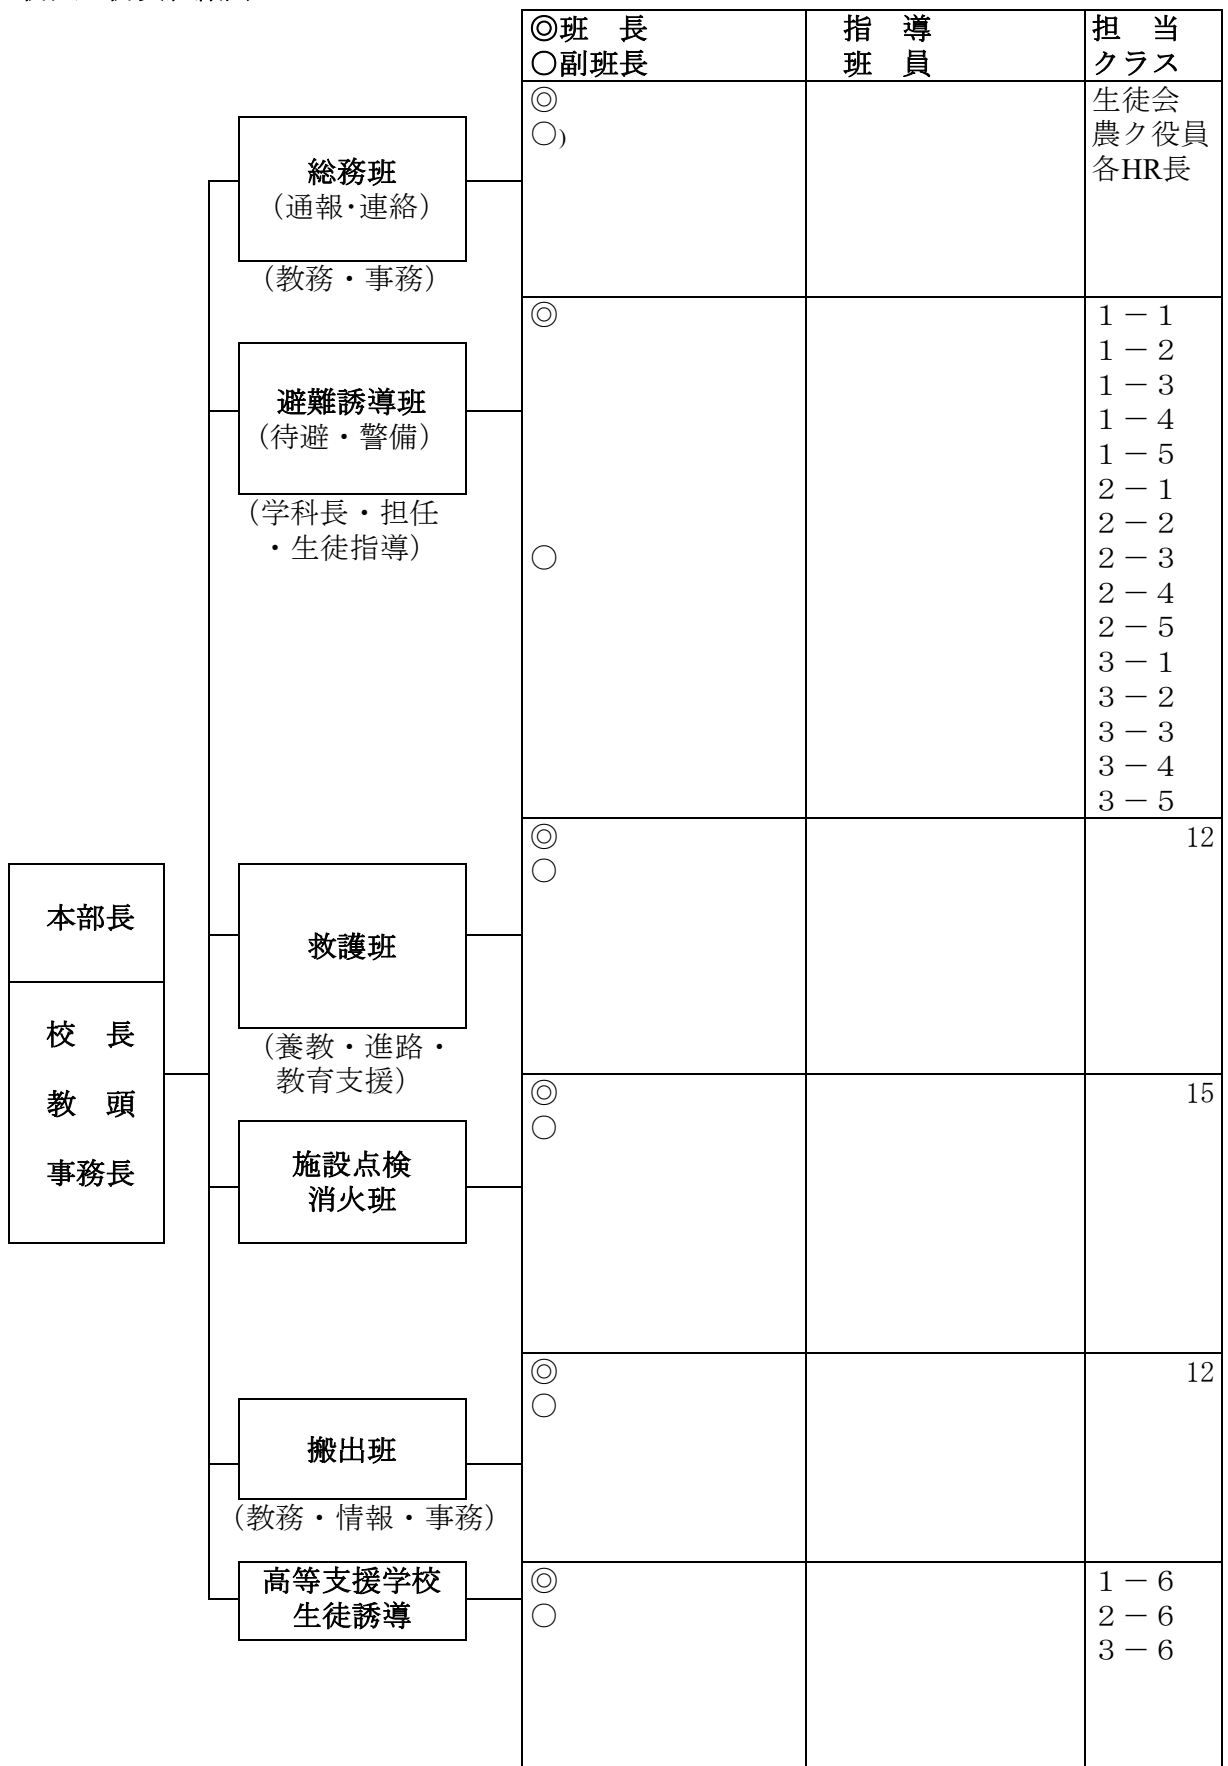 ◎班　長
〇副班長
指　導
班　員
担　当
クラス
総務班
（通報・連絡）
（教務・事務）
◎
〇)
生徒会
農ク役員
各HR長
避難誘導班
（待避・警備）
（学科長・担任
・生徒指導）
◎
〇
１－１
１－２
１－３
１－４
１－５
２－１
２－２
２－３
２－４
２－５
３－１
３－２
３－３
３－４
３－５
本部長
校　長
教　頭
事務長
救護班
（養教・進路・
教育支援）
◎
〇
12
施設点検
消火班
◎
〇
15
搬出班
（教務・情報・事務）
◎
〇
12
高等支援学校
生徒誘導
◎
〇
１－６
２－６
３－６